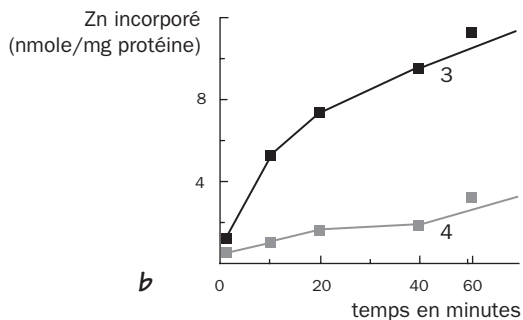 Zn incorporé
(nmole/mg protéine)
8
3
4
4
b
0
20
40
60
temps en minutes